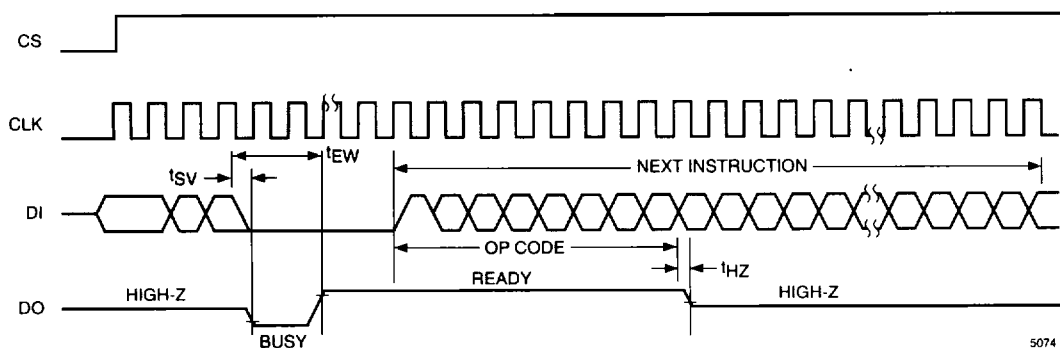 CS
CLK
tEW
NEXT INSTRUCTION
tSV
DI
OP CODE
tHZ
READY
HIGH-Z
HIGH-Z
DO
BUSY
5074